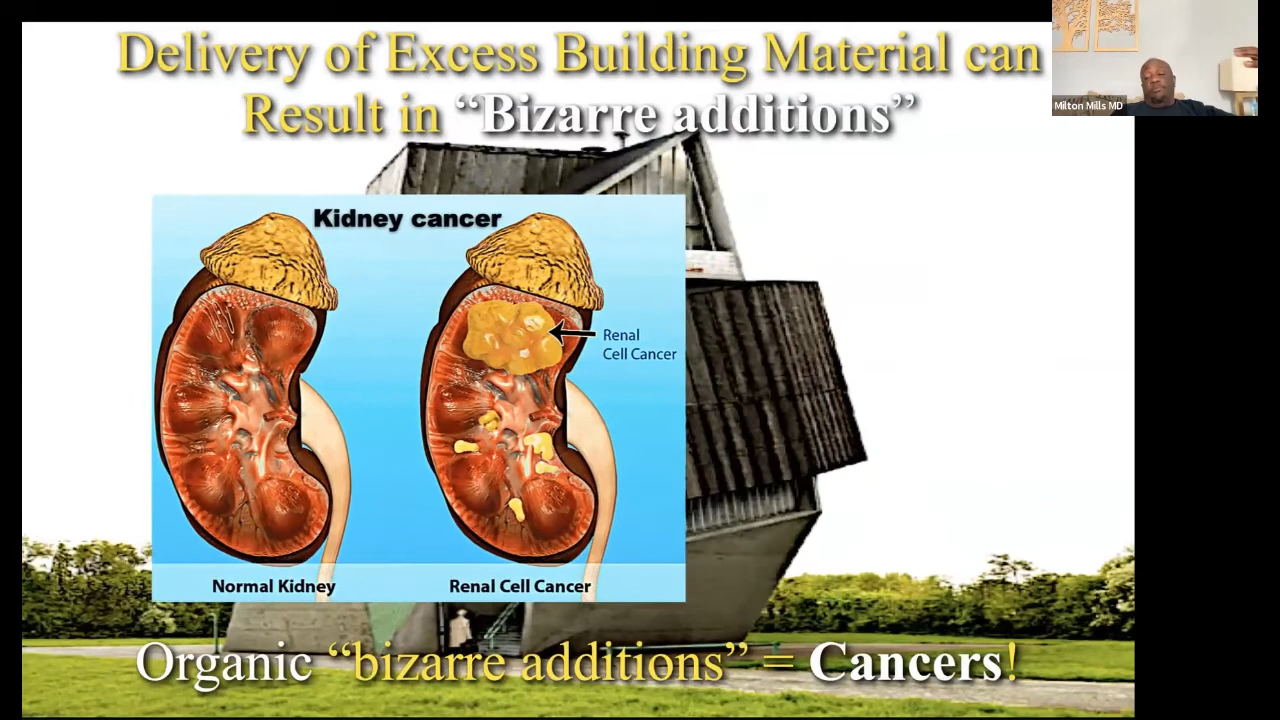 Delivery of Excess Building Material can
Result in “Bizarre additions”
Milton Mills MD
Kidney cancer
Renal
Cell Cancer
Normal Kidney
Renal Cell Cancer
Organic “bizarre additions” = Cancers!